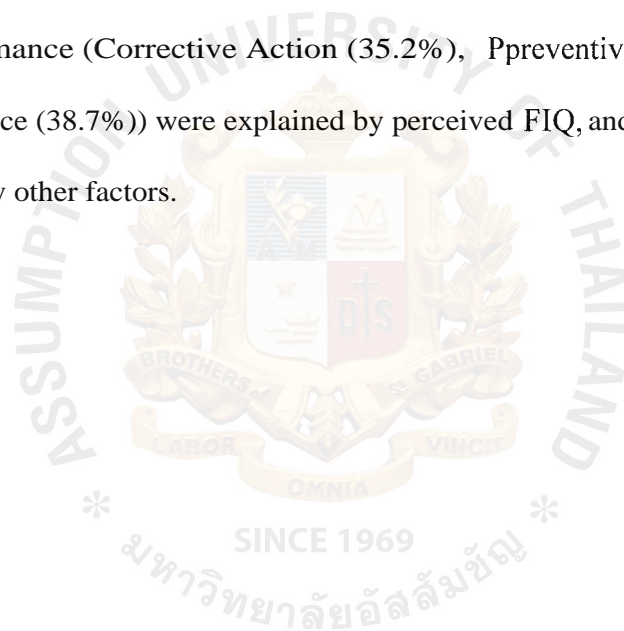 mance (Corrective Action (35.2%), Ppreventiv
ce (38.7%)) were explained by perceived FIQ, and
y other factors.
ASSUMPTION UNIVERSITY OF THAILAND
A-M
DS
BROTHERS of St GABRIEL
LABOR OMNIA VINCIT
* SINCE 1969 *
มหาวิทยาลัยอัสสัมชัญ